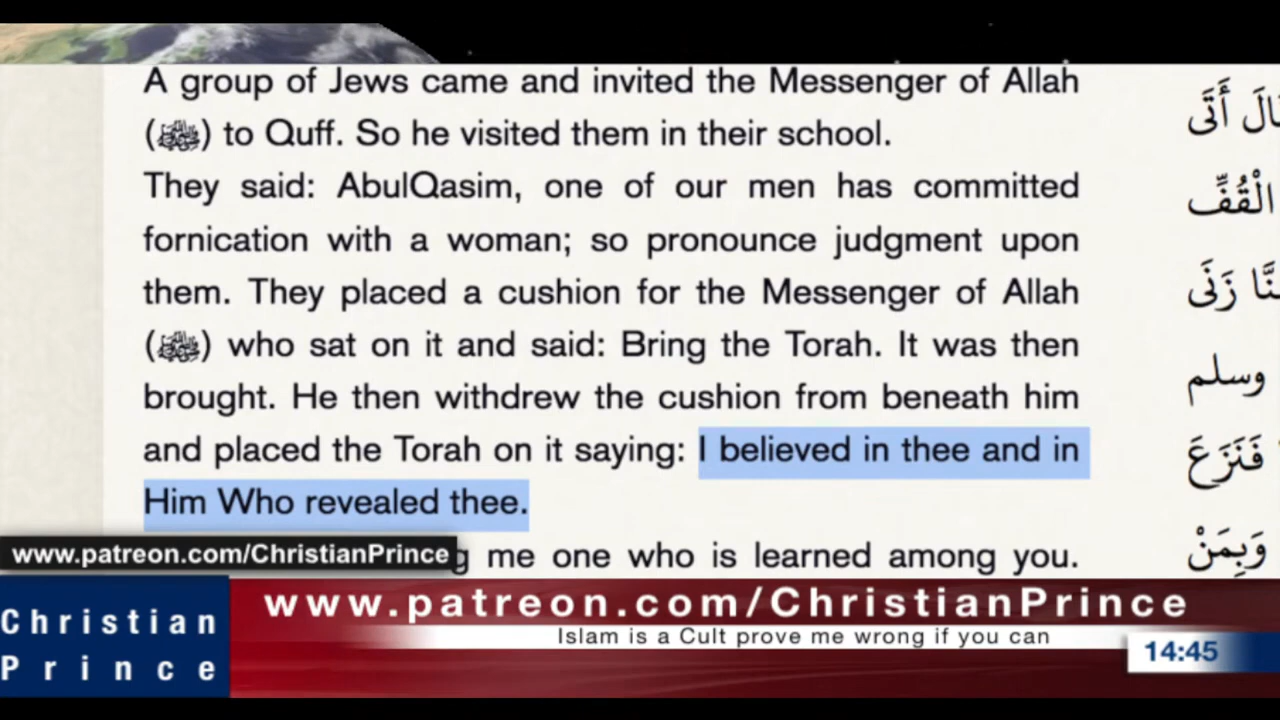 A group of Jews came and invited the Messenger of Allah
(ﷺ) to Quff. So he visited them in their school.
They said: AbulQasim, one of our men has committed
fornication with a woman; so pronounce judgment upon
them. They placed a cushion for the Messenger of Allah
(ﷺ) who sat on it and said: Bring the Torah. It was then
brought. He then withdrew the cushion from beneath him
and placed the Torah on it saying: I believed in thee and in
Him Who revealed thee.
me one who is learned among you.
أَتَى
الْقُفِّ
زَنَى
وسلم
فَنَزَعَ
وَبِمَنْ
www.patreon.com/ChristianPrince
www.patreon.com/ChristianPrince
Islam is a Cult prove me wrong if you can
Christian
Prince
14:45